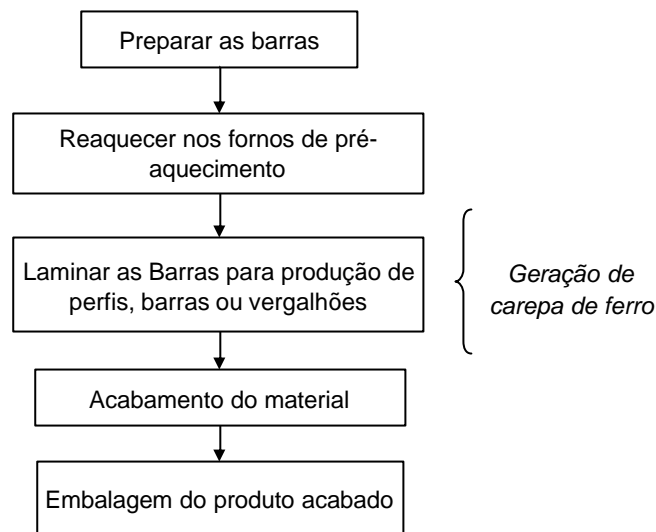 Preparar as barras
Reaquecer nos fornos de pré-
aquecimento
Laminar as Barras para produção de
perfis, barras ou vergalhões
Geração de
carepa de ferro
Acabamento do material
Embalagem do produto acabado